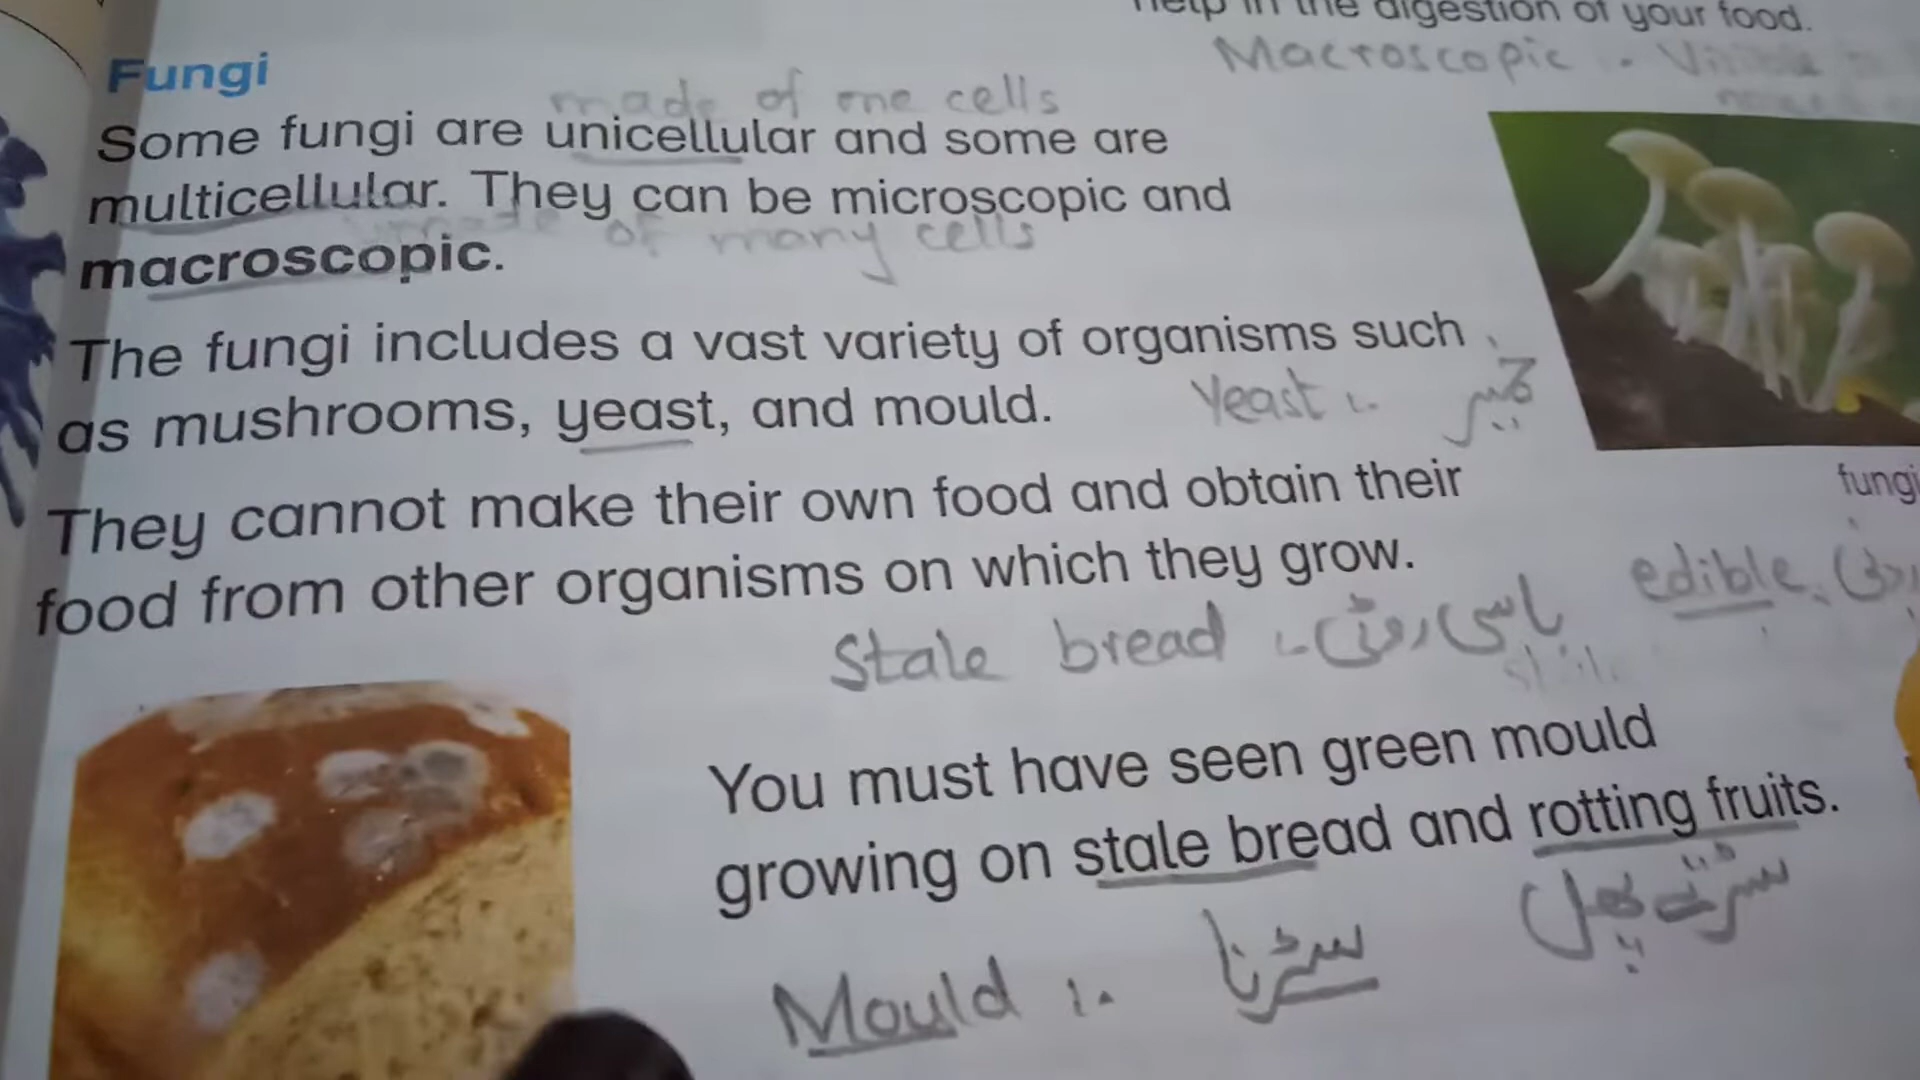 help in the digestion of your food.
Macroscopic :- Visible
Fungi
made of one cells
Some fungi are unicellular and some are
multicellular. They can be microscopic and
made of many cells
macroscopic.
The fungi includes a vast variety of organisms such
as mushrooms, yeast, and mould.
Yeast :- خمیر
They cannot make their own food and obtain their
food from other organisms on which they grow.
fungi
edible
Stale bread :- باسی روٹی
You must have seen green mould
growing on stale bread and rotting fruits.
سڑتے پھل
Mould :- سڑنا